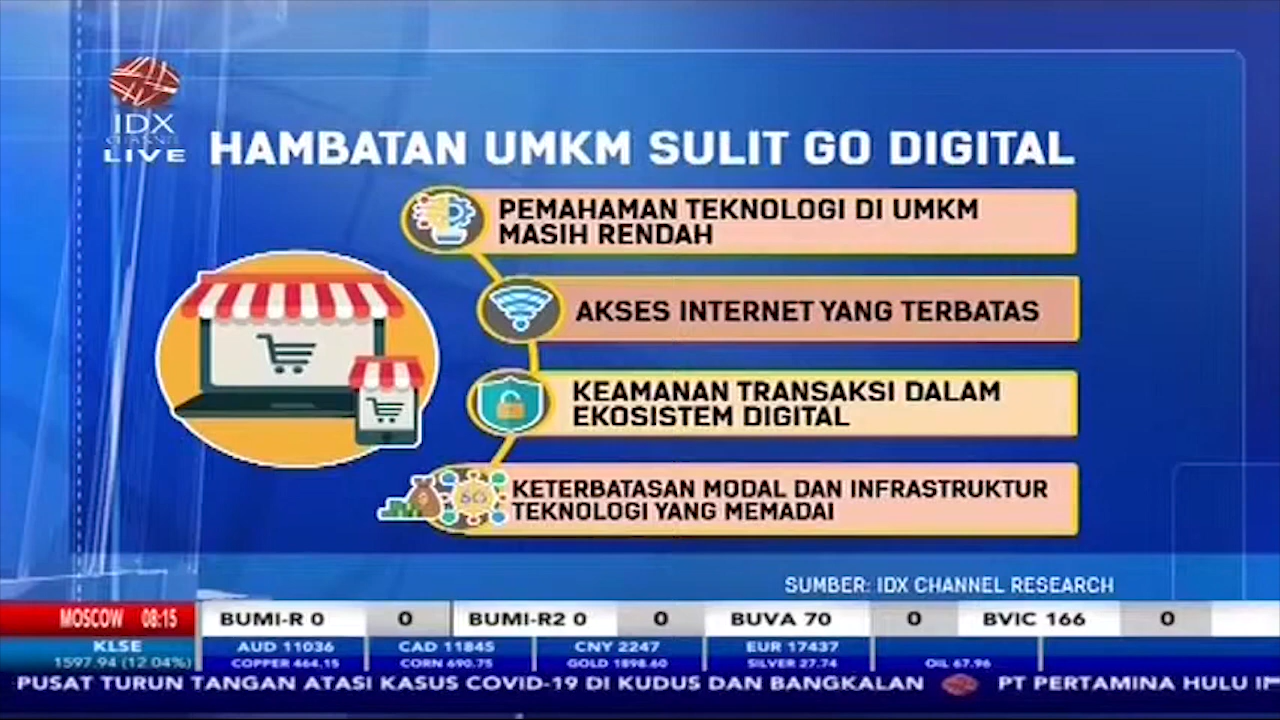 IDX
CHANNEL
LIVE
HAMBATAN UMKM SULIT GO DIGITAL
PEMAHAMAN TEKNOLOGI DI UMKM
MASIH RENDAH
AKSES INTERNET YANG TERBATAS
KEAMANAN TRANSAKSI DALAM
EKOSISTEM DIGITAL
KETERBATASAN MODAL DAN INFRASTRUKTUR
TEKNOLOGI YANG MEMADAI
SUMBER: IDX CHANNEL RESEARCH
MOSCOW 08:15
BUMI-R 0 0 BUMI-R2 0 0 BUVA 70 0 BVIC 166 0
KLSE AUD 11036 CAD 11845 CNY 2247 EUR 17437
1597.94 (12.04%) COPPER 464.15 CORN 690.75 GOLD 1898.60 SILVER 27.74 OIL 67.96
PUSAT TURUN TANGAN ATASI KASUS COVID-19 DI KUDUS DAN BANGKALAN PT PERTAMINA HULU